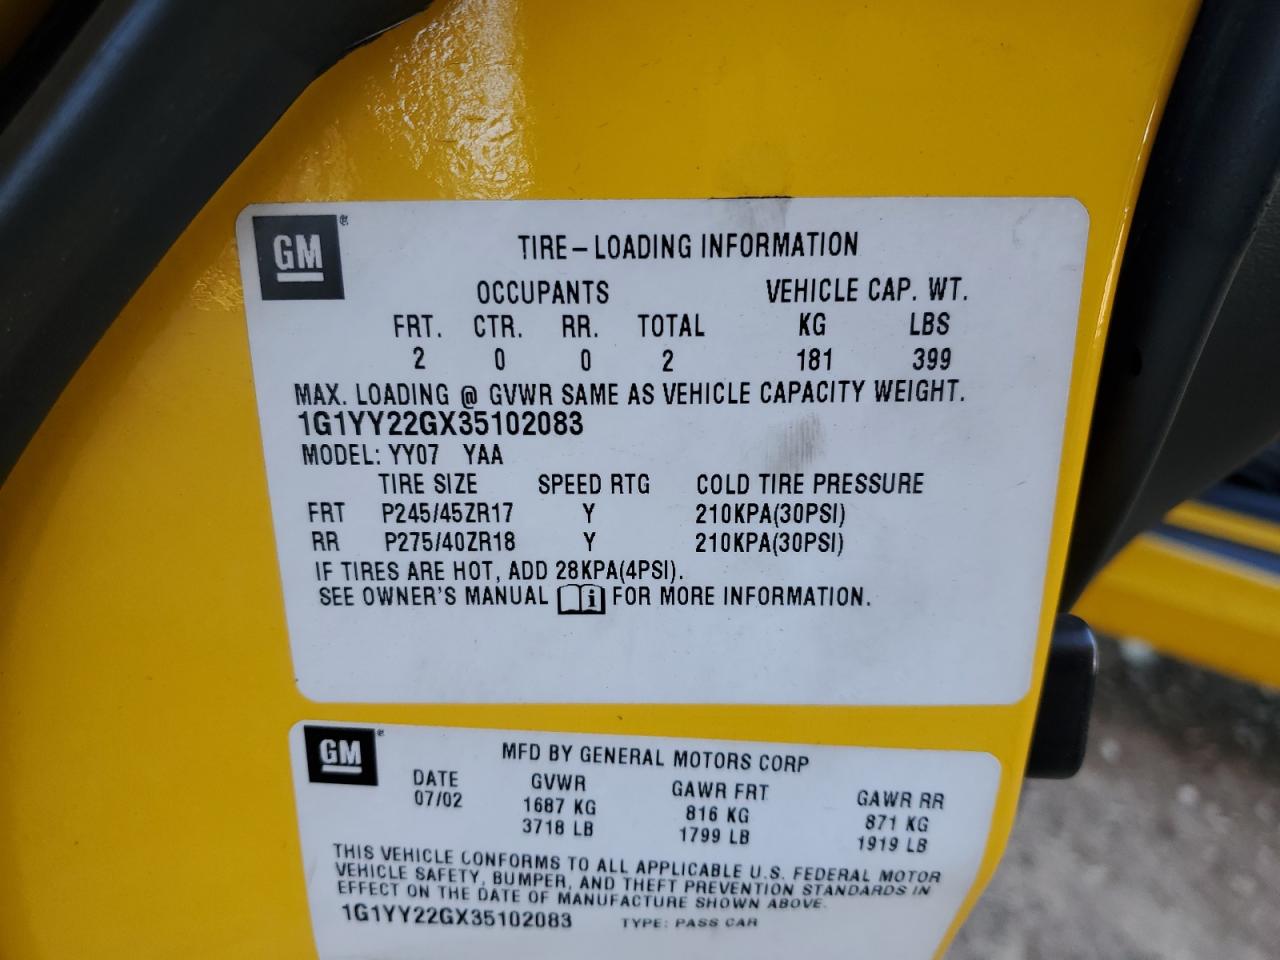 GM®
TIRE-LOADING INFORMATION
OCCUPANTS VEHICLE CAP. WT.
FRT. CTR. RR. TOTAL KG LBS
2 0 0 2 181 399
MAX. LOADING @ GVWR SAME AS VEHICLE CAPACITY WEIGHT.
1G1YY22GX35102083
MODEL: YY07 YAA
TIRE SIZE SPEED RTG COLD TIRE PRESSURE
FRT P245/45ZR17 Y 210KPA(30PSI)
RR P275/40ZR18 Y 210KPA(30PSI)
IF TIRES ARE HOT, ADD 28KPA(4PSI).
SEE OWNER'S MANUAL i FOR MORE INFORMATION.
GM®
MFD BY GENERAL MOTORS CORP
DATE GVWR GAWR FRT GAWR RR
07/02 1687 KG 816 KG 871 KG
3718 LB 1799 LB 1919 LB
THIS VEHICLE CONFORMS TO ALL APPLICABLE U.S. FEDERAL MOTOR
VEHICLE SAFETY, BUMPER, AND THEFT PREVENTION STANDARDS IN
EFFECT ON THE DATE OF MANUFACTURE SHOWN ABOVE.
1G1YY22GX35102083 TYPE: PASS CAR